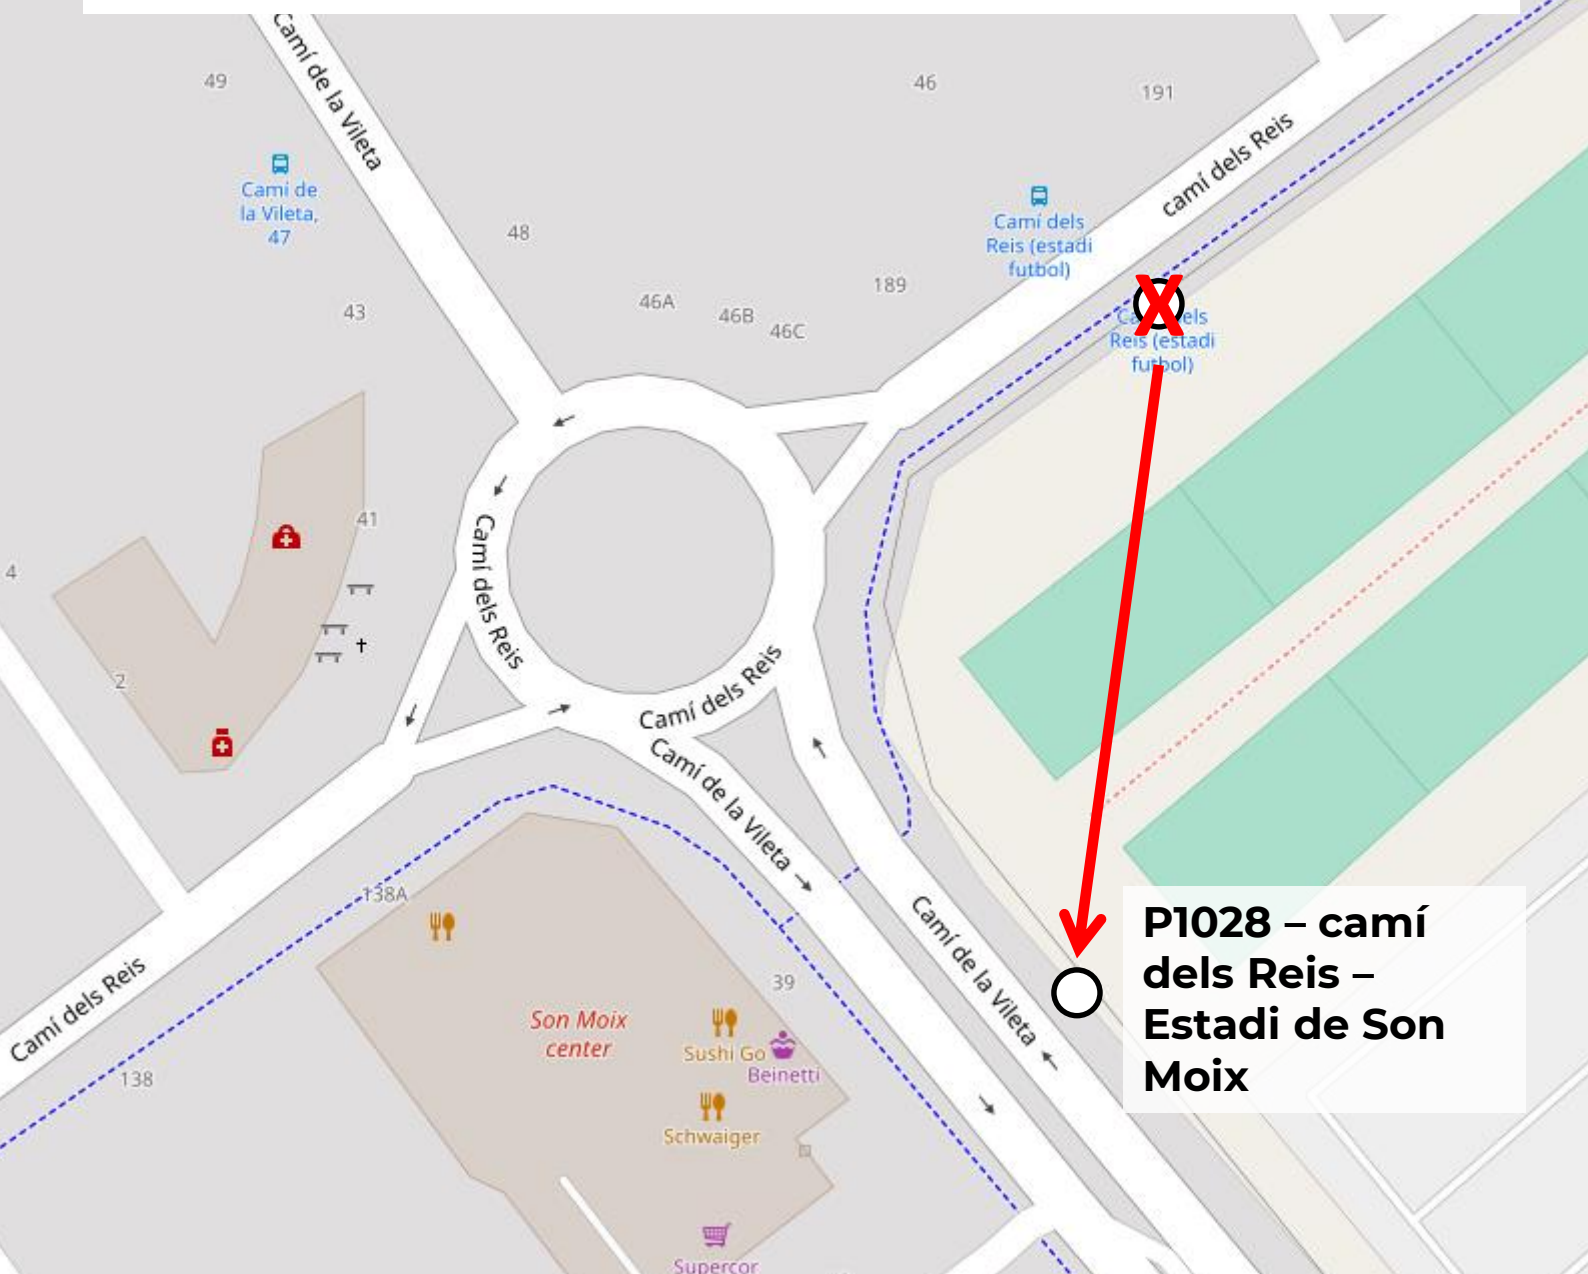 Camí de la Vileta
49
46
191
camí dels Reis
Camí de
la Vileta,
47
48
Camí dels
Reis (estadi
futbol)
189
46A
46B
46C
43
X
Reis (estadi
futbol)
41
4
Camí dels Reis
2
Camí dels Reis
Camí de la Vileta
138A
P1028 – camí
dels Reis –
Estadi de Son
Moix
Camí de la Vileta
Camí dels Reis
39
Son Moix
center
Sushi Go
Beinetti
138
Schwaiger
Supercor